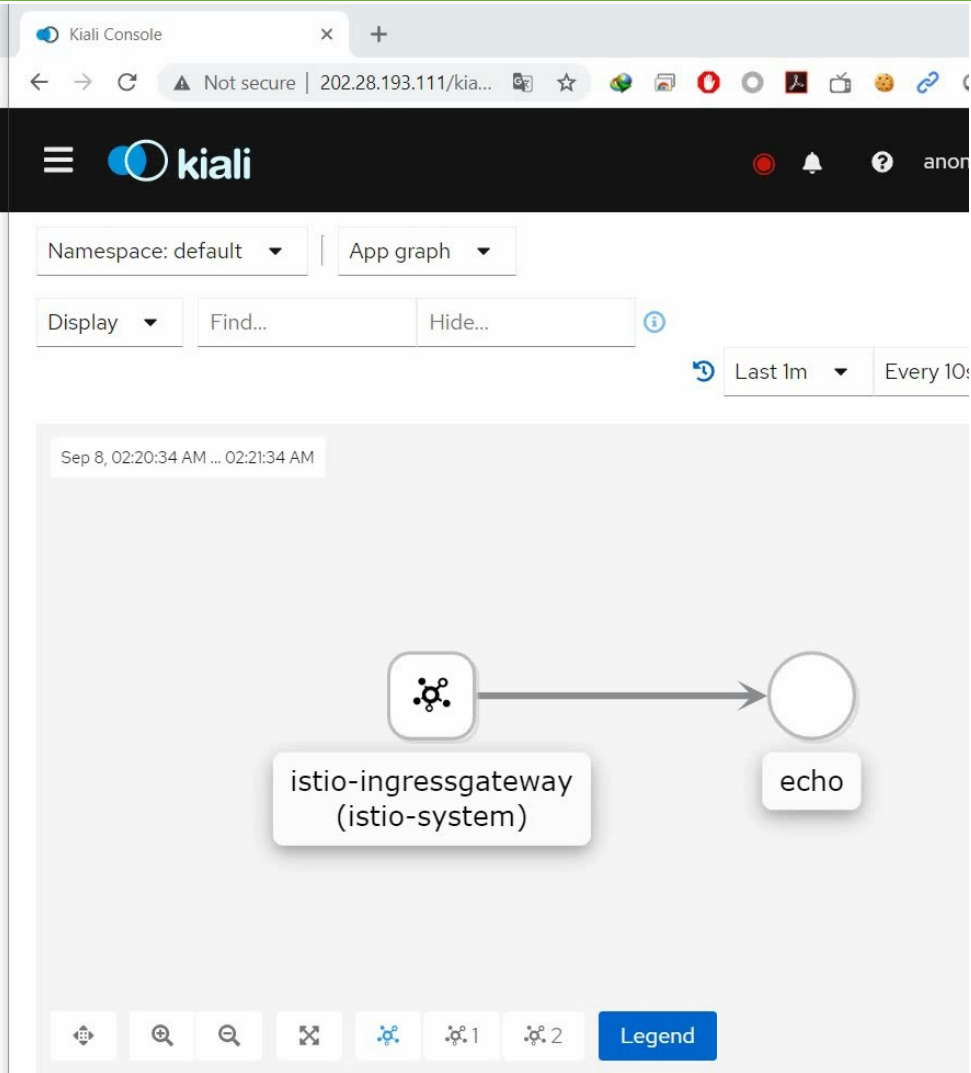 Kiali Console
Not secure 202.28.193.111/kia...
kiali
anon
Namespace: default
App graph
Display
Find...
Hide...
Last 1m
Every 10s
Sep 8, 02:20:34 AM ... 02:21:34 AM
istio-ingressgateway
(istio-system)
echo
1
2
Legend